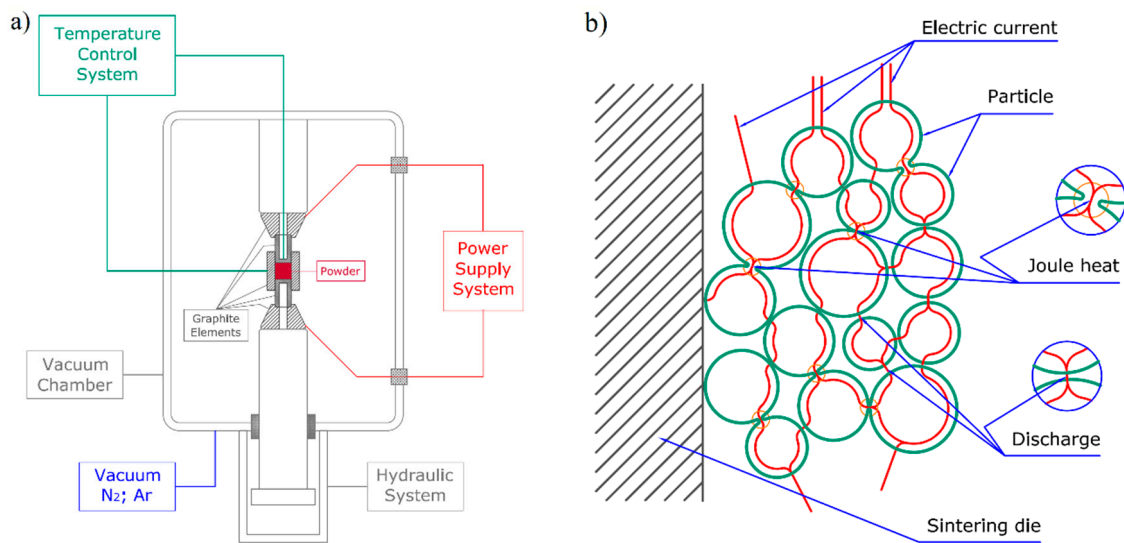 a)
Temperature
Control
System
Powder
Power
Supply
System
Graphite
Elements
Vacuum
Chamber
Vacuum
N2; Ar
Hydraulic
System
b)
Electric current
Particle
Joule heat
Discharge
Sintering die